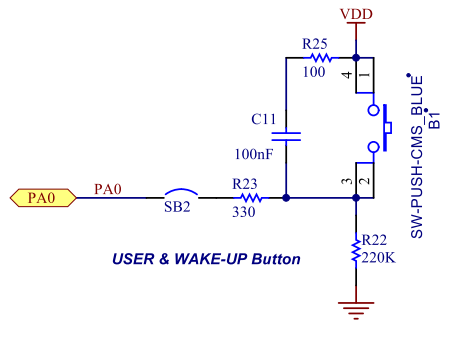 VDD
R25
100
4
1
C11
100nF
SW-PUSH-CMS_BLUE
B1
3
2
PA0
PA0
SB2
R23
330
R22
220K
USER & WAKE-UP Button